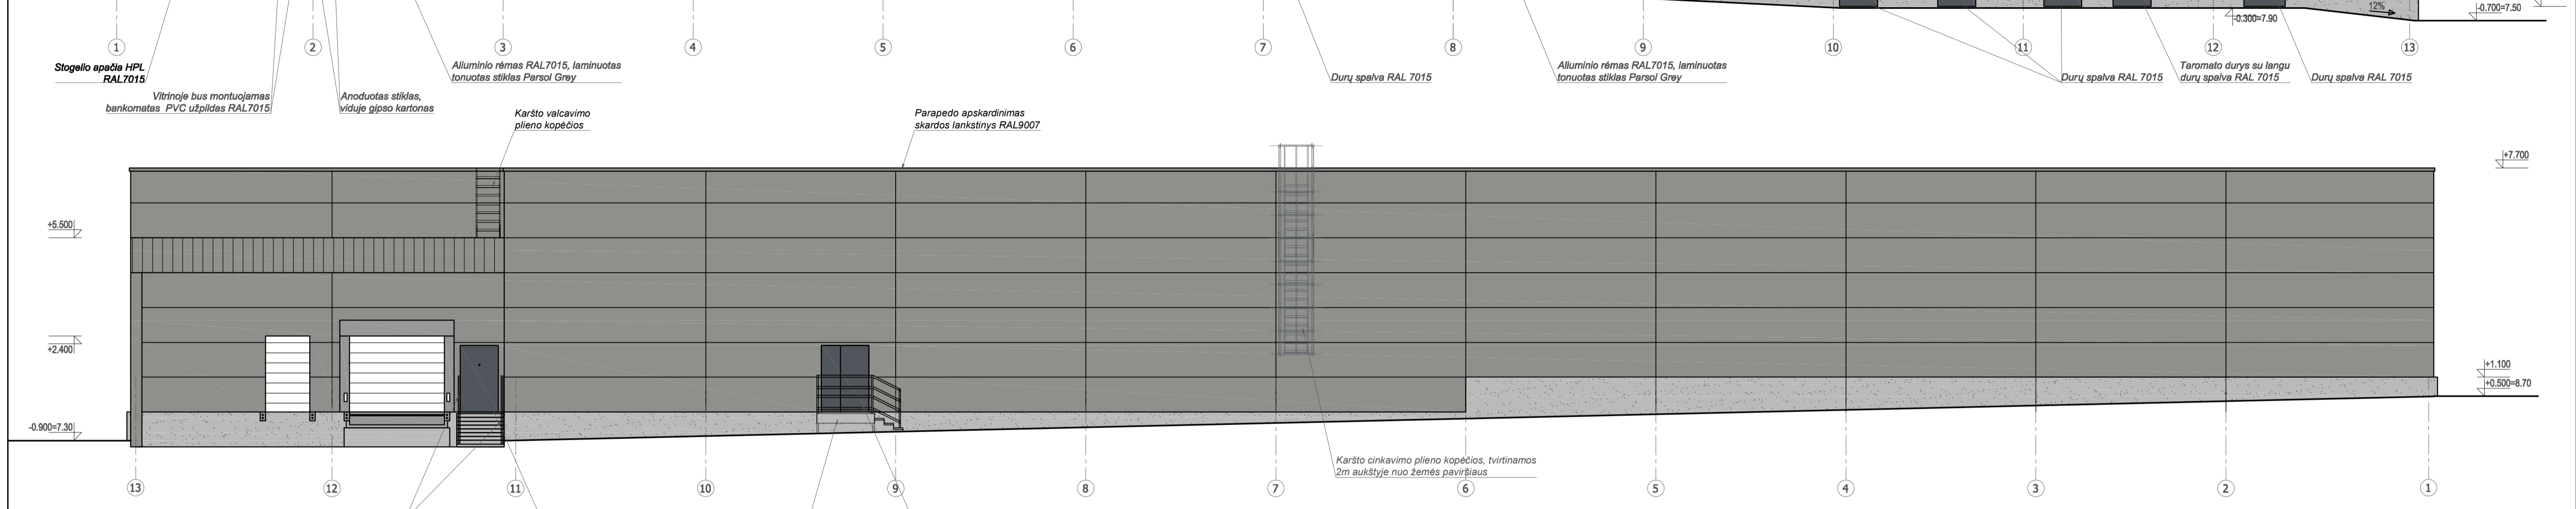 12%
-0.700=7.50
-0.300=7.90
1 2 3 4 5 6 7 8 9 10 11 12 13
Stogelio apačia HPL
RAL7015
Aliuminio rėmas RAL7015, laminuotas
tonuotas stiklas Parsol Grey
Durų spalva RAL 7015
Aliuminio rėmas RAL7015, laminuotas
tonuotas stiklas Parsol Grey
Durų spalva RAL 7015
Taromato durys su langu
durų spalva RAL 7015
Durų spalva RAL 7015
Vitrinoje bus montuojamas
bankomatas PVC užpildas RAL7015
Anoduotas stiklas,
viduje gipso kartonas
Karšto valcavimo
plieno kopėčios
Parapedo apskardinimas
skardos lankstinys RAL9007
+7.700
+5.500
+2.400
+1.100
+0.500=8.70
-0.900=7.30
Karšto cinkavimo plieno kopėčios, tvirtinamos
2m aukštyje nuo žemės paviršiaus
13 12 11 10 9 8 7 6 5 4 3 2 1